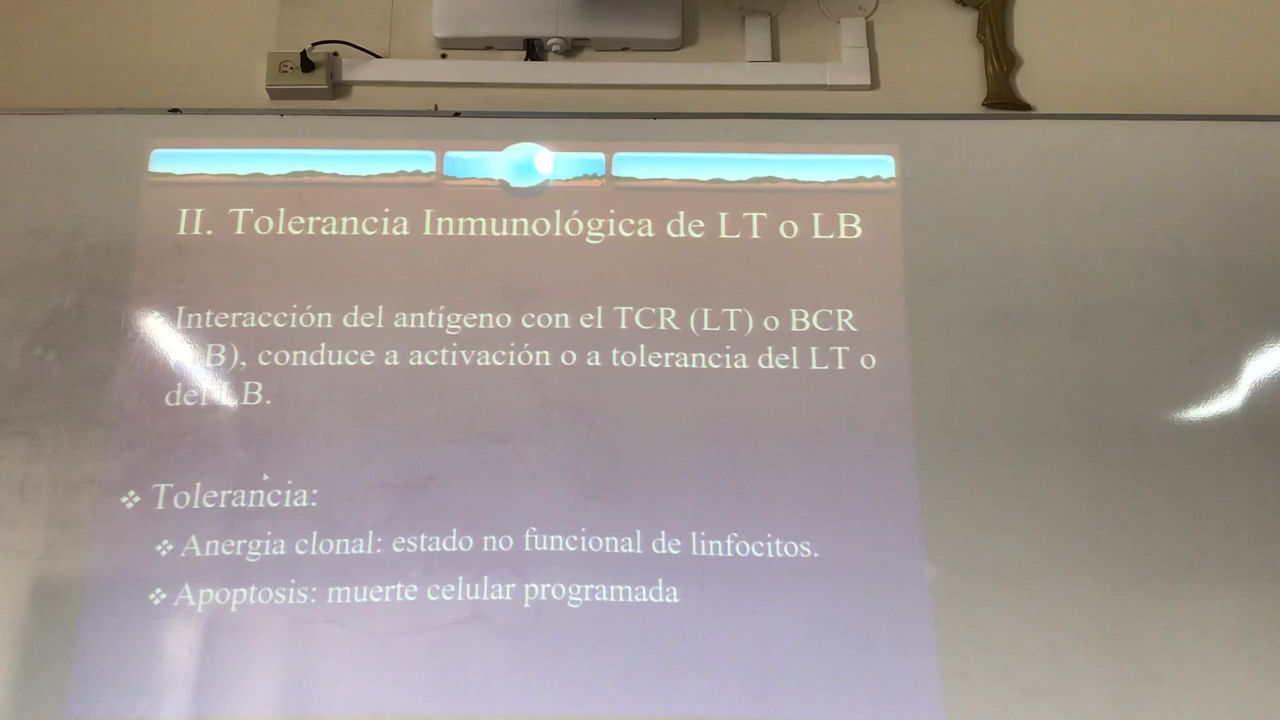 II. Tolerancia Inmunológica de LT o LB
Interacción del antígeno con el TCR (LT) o BCR
B), conduce a activación o a tolerancia del LT o
del LB.
Tolerancia:
Anergia clonal: estado no funcional de linfocitos.
Apoptosis: muerte celular programada